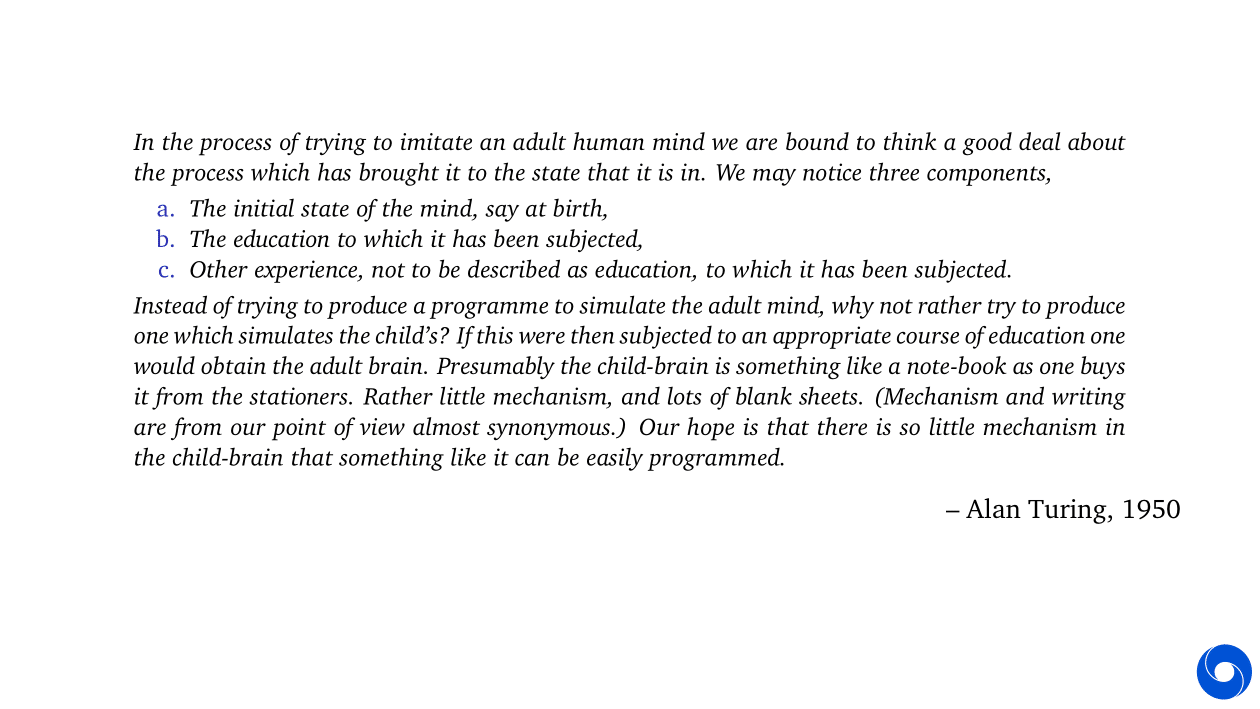 In the process of trying to imitate an adult human mind we are bound to think a good deal about
the process which has brought it to the state that it is in. We may notice three components,
a. The initial state of the mind, say at birth,
b. The education to which it has been subjected,
c. Other experience, not to be described as education, to which it has been subjected.
Instead of trying to produce a programme to simulate the adult mind, why not rather try to produce
one which simulates the child's? If this were then subjected to an appropriate course of education one
would obtain the adult brain. Presumably the child-brain is something like a note-book as one buys
it from the stationers. Rather little mechanism, and lots of blank sheets. (Mechanism and writing
are from our point of view almost synonymous.) Our hope is that there is so little mechanism in
the child-brain that something like it can be easily programmed.
– Alan Turing, 1950